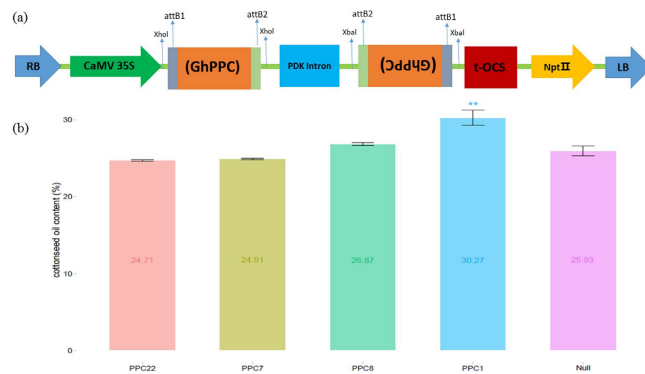 (a)
attB1
attB2
attB2
attB1
XhoI
XhoI
XbaI
XbaI
RB
CaMV 35S
(GhPPC)
PDK Intron
(GhPPC)
t-OCS
NptII
LB
(b)
**
cottonseed oil content (%)
30
20
10
0
24.71
24.91
26.87
30.27
25.93
PPC22
PPC7
PPC8
PPC1
Null